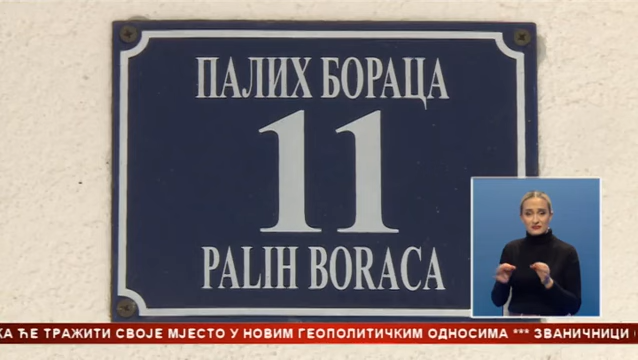 ПАЛИХ БОРАЦА
11
PALIH BORACA
ЋЕ ТРАЖИТИ СВОЈЕ МЈЕСТО У НОВИМ ГЕОПОЛИТИЧКИМ ОДНОСИМА *** ЗВАНИЧНИЦИ